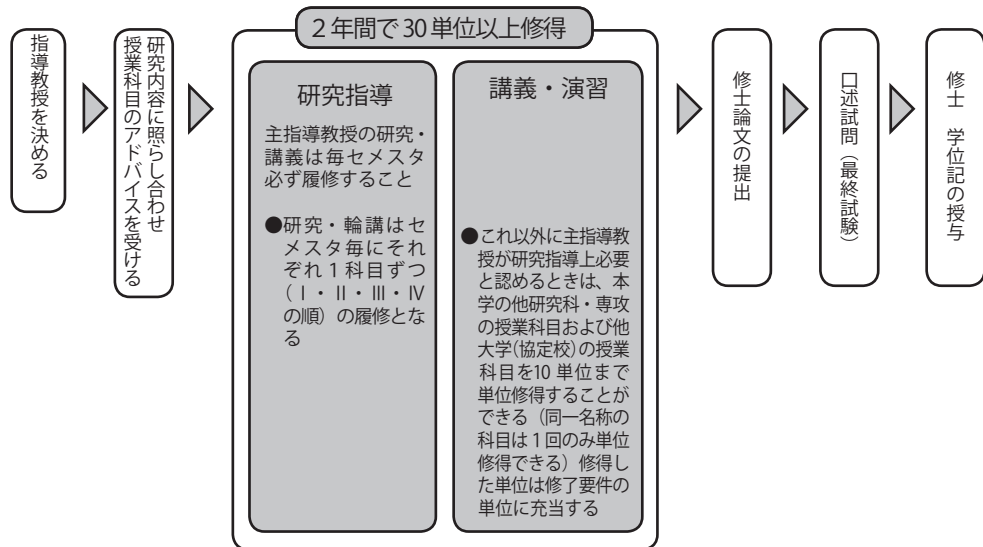 指導教授を決める
研究内容に照らし合わせ
授業科目のアドバイスを受ける
2年間で30単位以上修得
研究指導
主指導教授の研究・
講義は毎セメスタ
必ず履修すること
●研究・輪講はセ
メスタ毎にそれ
ぞれ1科目ずつ
(Ⅰ・Ⅱ・Ⅲ・Ⅳ
の順)の履修とな
る
講義・演習
●これ以外に主指導教
授が研究指導上必要
と認めるときは、本
学の他研究科・専攻
の授業科目および他
大学(協定校)の授業
科目を10単位まで
単位修得することが
できる(同一名称の
科目は1回のみ単位
修得できる)修得し
た単位は修了要件の
単位に充当する
修士論文の提出
口述試問(最終試験)
修士 学位記の授与